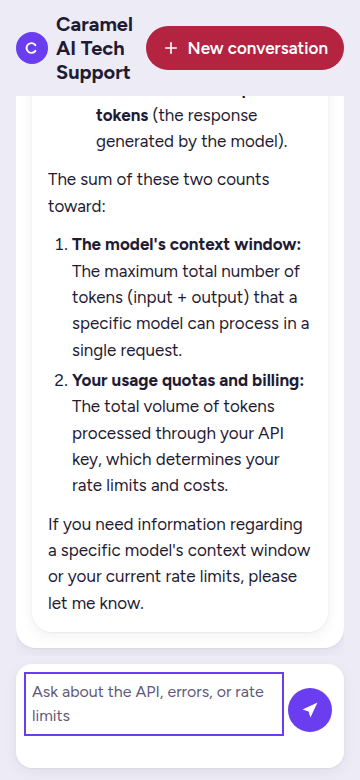 C
Caramel
AI Tech
Support
New conversation
tokens (the response
generated by the model).
The sum of these two counts
toward:
1. The model's context window:
The maximum total number of
tokens (input + output) that a
specific model can process in a
single request.
2. Your usage quotas and billing:
The total volume of tokens
processed through your API
key, which determines your
rate limits and costs.
If you need information regarding
a specific model's context window
or your current rate limits, please
let me know.
Ask about the API, errors, or rate
limits